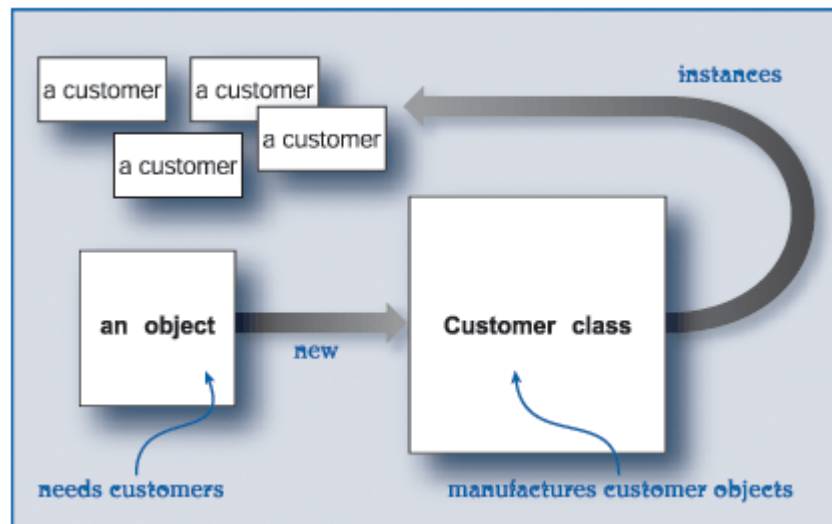 instances
a customer
a customer
a customer
a customer
an object
new
Customer class
needs customers
manufactures customer objects